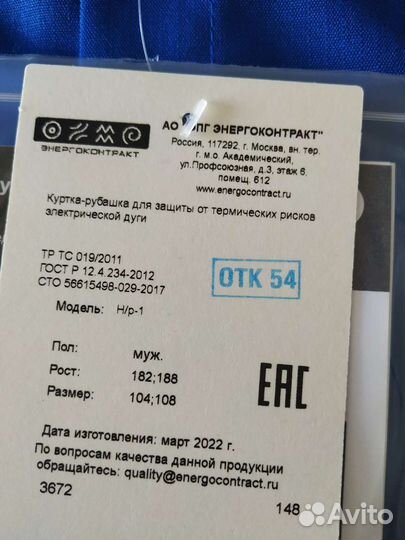 ЭНЕРГОКОНТРАКТ
АО "ФПГ ЭНЕРГОКОНТРАКТ"
Россия, 117292, г. Москва, вн. тер.
г. м.о. Академический,
ул.Профсоюзная, д.3, этаж 6,
помещ. 612
www.energocontract.ru
Куртка-рубашка для защиты от термических рисков
электрической дуги
ТР ТС 019/2011
ГОСТ Р 12.4.234-2012
СТО 56615498-029-2017
ОТК 54
Модель: Н/р-1
Пол: муж.
Рост: 182;188
Размер: 104;108
ЕАС
Дата изготовления: март 2022 г.
По вопросам качества данной продукции
обращайтесь: quality@energocontract.ru
3672
148
Avito